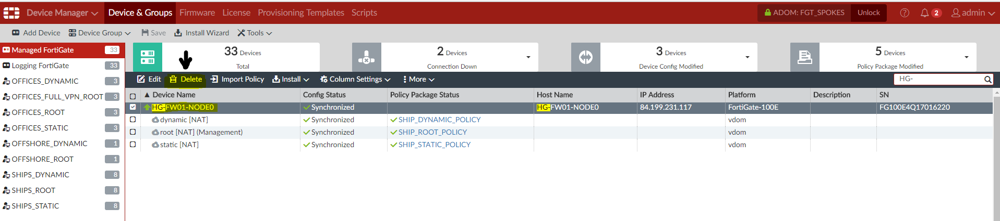 Device Manager Device & Groups Firmware License Provisioning Templates Scripts ADOM: FGT_SPOKES Unlock 2 admin
Add Device Device Group Save Install Wizard Tools
Managed FortiGate 33
Logging FortiGate 33
OFFICES_DYNAMIC 3
OFFICES_FULL_VPN_ROOT 3
OFFICES_ROOT 3
OFFICES_STATIC 3
OFFSHORE_DYNAMIC 1
OFFSHORE_ROOT 1
SHIPS_DYNAMIC 8
SHIPS_ROOT 8
SHIPS_STATIC 8
33 Devices
Total
2 Devices
Connection Down
3 Devices
Device Config Modified
5 Devices
Policy Package Modified
Edit Delete Import Policy Install Column Settings More HG-
Device Name Config Status Policy Package Status Host Name IP Address Platform Description SN
HG-FW01-NODE0 Synchronized HG-FW01-NODE0 84.199.231.117 FortiGate-100E FG100E4Q17016220
dynamic [NAT] Synchronized SHIP_DYNAMIC_POLICY vdom
root [NAT] (Management) Synchronized SHIP_ROOT_POLICY vdom
static [NAT] Synchronized SHIP_STATIC_POLICY vdom